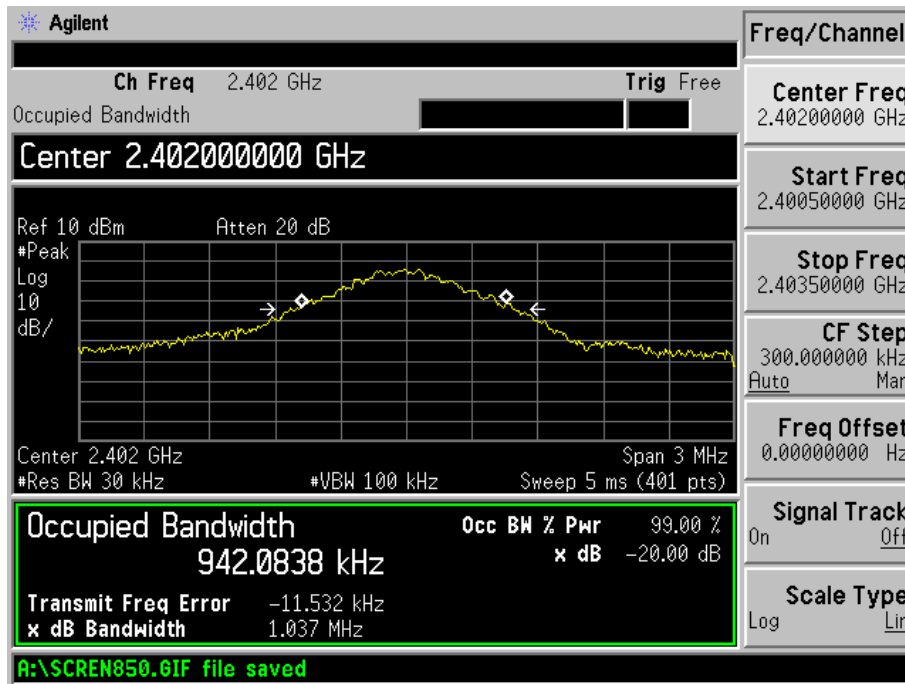 Agilent
Freq/Channel
Ch Freq 2.402 GHz Trig Free
Occupied Bandwidth
Center 2.402000000 GHz
Ref 10 dBm Atten 20 dB
#Peak
Log
10
dB/
Center 2.402 GHz Span 3 MHz
#Res BW 30 kHz #VBW 100 kHz Sweep 5 ms (401 pts)
Occupied Bandwidth Occ BW % Pwr 99.00 %
942.0838 kHz x dB -20.00 dB
Transmit Freq Error -11.532 kHz
x dB Bandwidth 1.037 MHz
A:\SCREN850.GIF file saved
Center Freq
2.40200000 GHz
Start Freq
2.40050000 GHz
Stop Freq
2.40350000 GHz
CF Step
300.000000 kHz
Auto Man
Freq Offset
0.00000000 Hz
Signal Track
On Off
Scale Type
Log Lin